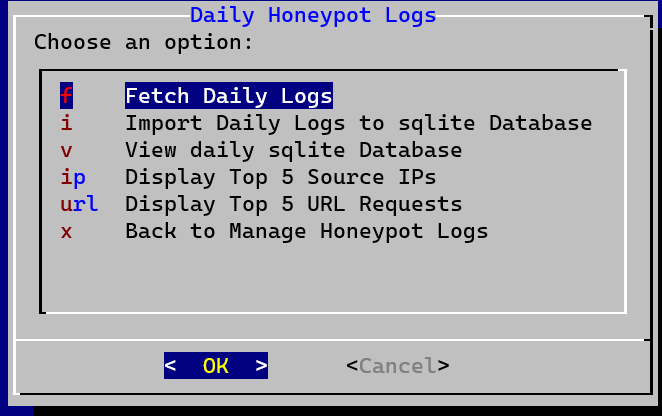 Daily Honeypot Logs
Choose an option:
f Fetch Daily Logs
i Import Daily Logs to sqlite Database
v View daily sqlite Database
ip Display Top 5 Source IPs
url Display Top 5 URL Requests
x Back to Manage Honeypot Logs
< OK > <Cancel>